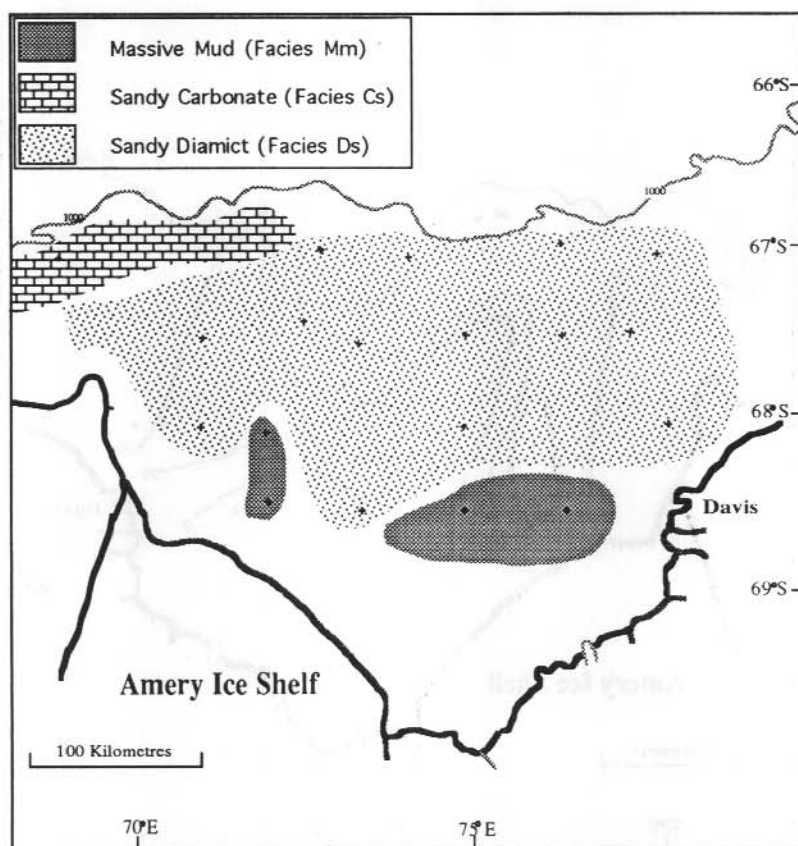 Massive Mud (Facies Mm)
Sandy Carbonate (Facies Cs)
Sandy Diamict (Facies Ds)
66°S
1000
1000
67°S
68°S
Davis
69°S
Amery Ice Shelf
100 Kilometres
70°E
75°E